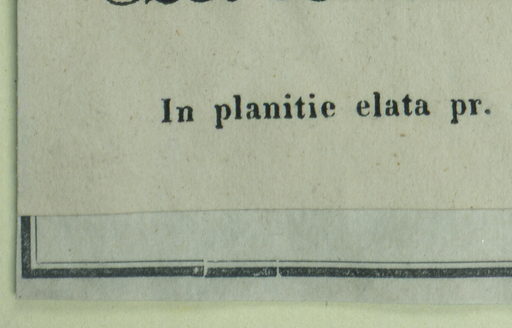 In planitie elata pr.